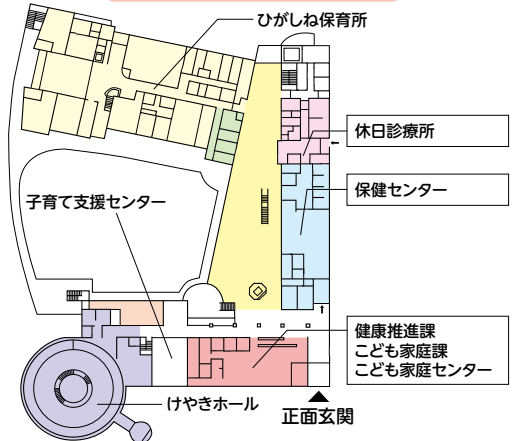 ひがしね保育所
休日診療所
保健センター
子育て支援センター
健康推進課
こども家庭課
こども家庭センター
けやきホール
正面玄関